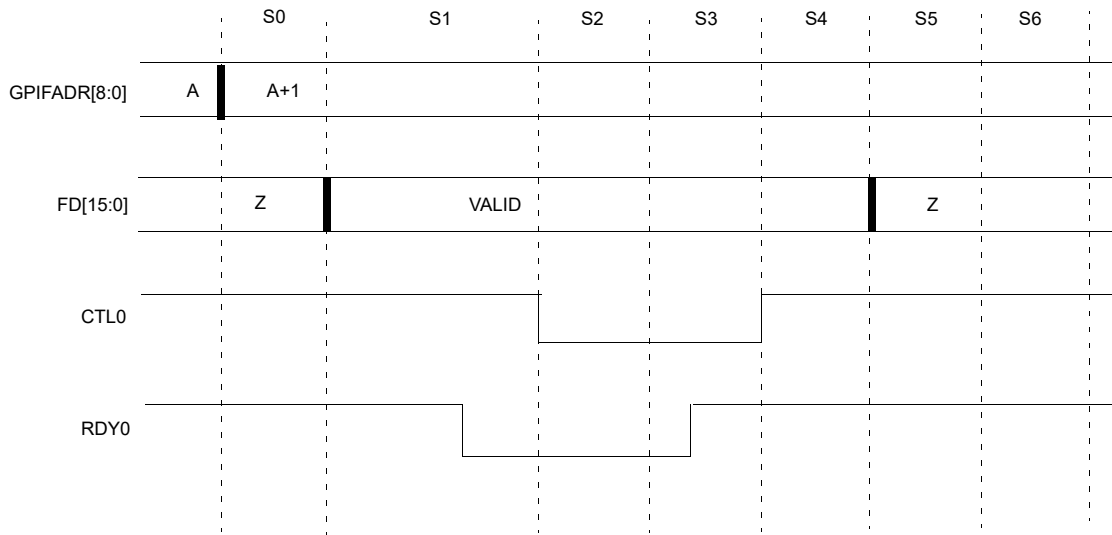 S0 S1 S2 S3 S4 S5 S6
GPIFADR[8:0] A A+1
FD[15:0] Z VALID Z
CTL0
RDY0